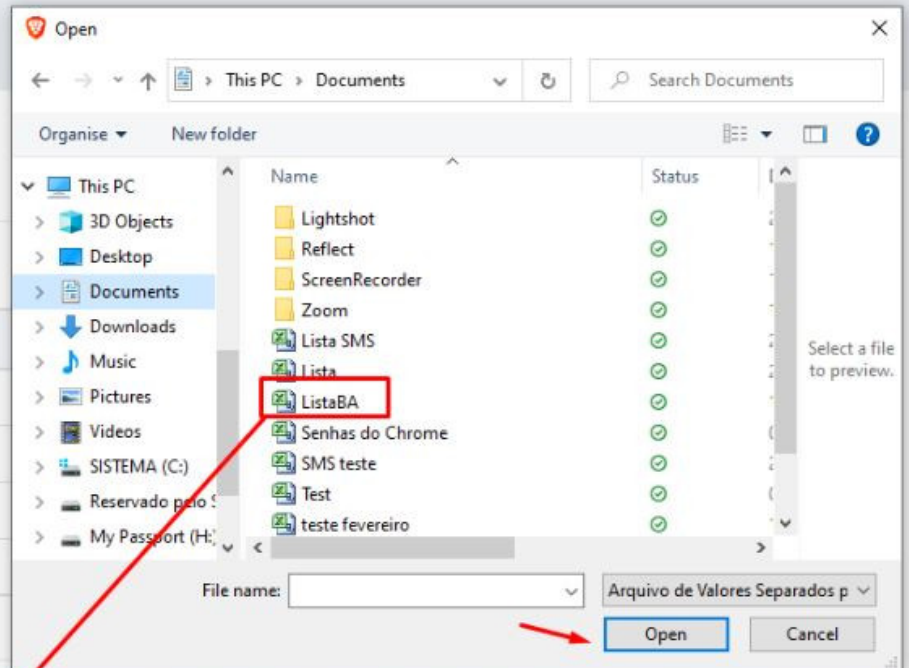 Open
This PC > Documents
Search Documents
Organise
New folder
Name
Status
This PC
3D Objects
Desktop
Documents
Downloads
Music
Pictures
Videos
SISTEMA (C:)
Reservado pelo
My Passport (H:)
Lightshot
Reflect
ScreenRecorder
Zoom
Lista SMS
Lista
ListaBA
Senhas do Chrome
SMS teste
Test
teste fevereiro
Select a file
to preview.
File name:
Arquivo de Valores Separados p
Open
Cancel